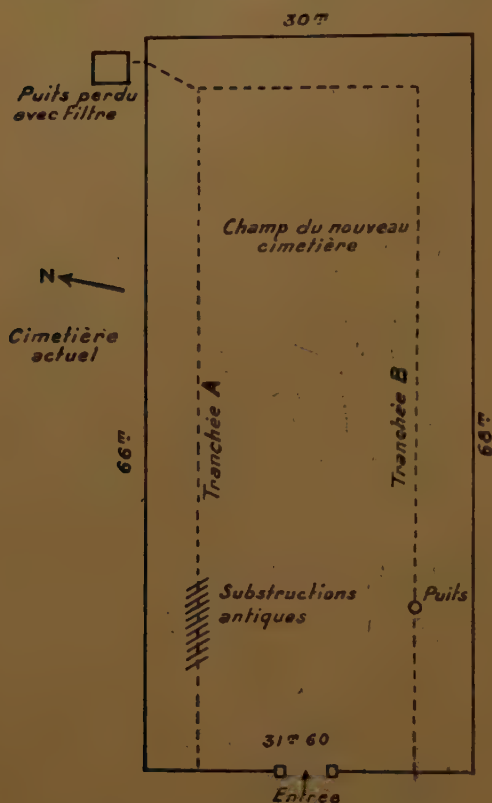 30m
Puits perdu
avec Filtre
Champ du nouveau
cimetière
N
Cimetière
actuel
Tranchée A
Tranchée B
66m
68m
Substructions
antiques
Puits
31m 60
Entrée